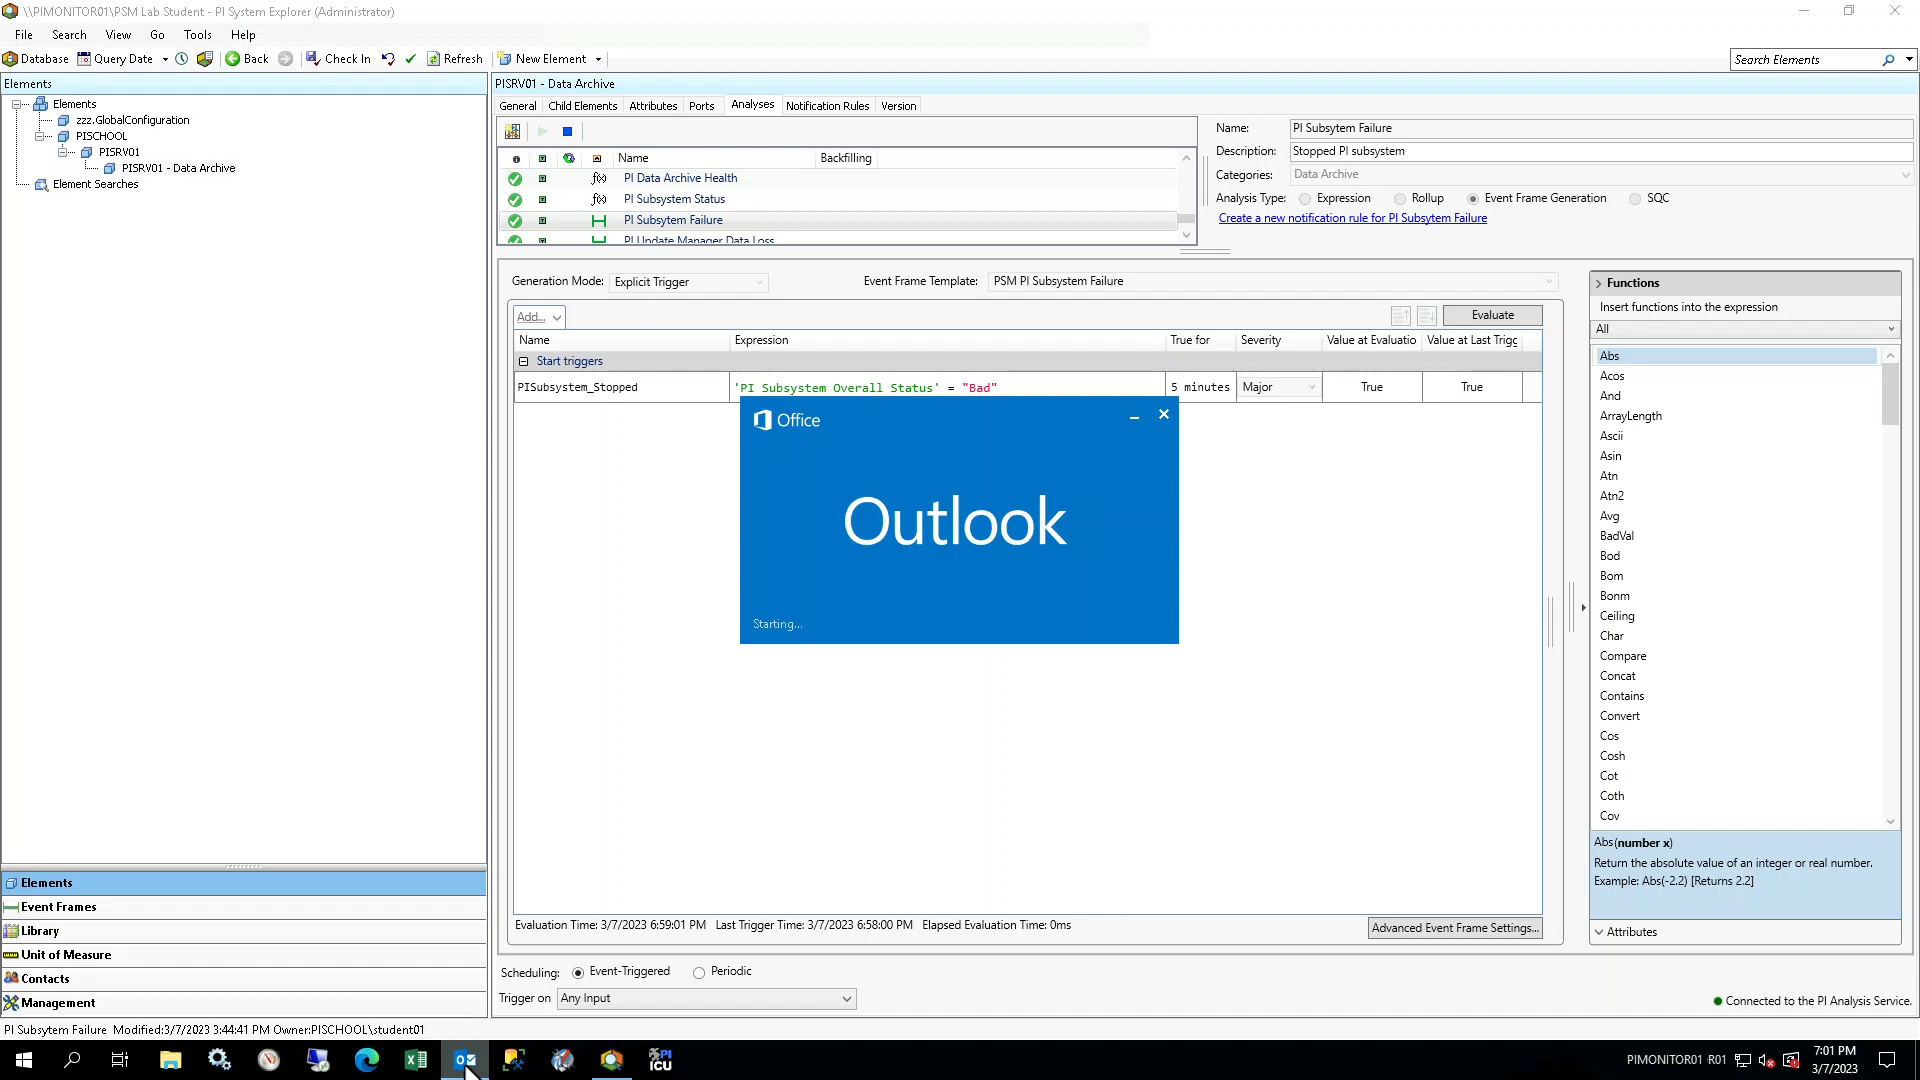 \\PIMONITOR01\PSM Lab Student - PI System Explorer (Administrator)
File Search View Go Tools Help
Database Query Date Back Check In Refresh New Element Search Elements
Elements
Elements
zzz.GlobalConfiguration
PISCHOOL
PISRV01
PISRV01 - Data Archive
Element Searches
PISRV01 - Data Archive
General Child Elements Attributes Ports Analyses Notification Rules Version
Name Backfilling
f(x) PI Data Archive Health
f(x) PI Subsystem Status
PI Subsytem Failure
PI Update Manager Data Loss
Name: PI Subsytem Failure
Description: Stopped PI subsystem
Categories: Data Archive
Analysis Type: Expression Rollup Event Frame Generation SQC
Create a new notification rule for PI Subsytem Failure
Generation Mode: Explicit Trigger Event Frame Template: PSM PI Subsystem Failure
Add... Evaluate
Name Expression True for Severity Value at Evaluatio Value at Last Trigg
Start triggers
PISubsystem_Stopped 'PI Subsystem Overall Status' = "Bad" 5 minutes Major True True
Office
Outlook
Starting...
Functions
Insert functions into the expression
All
Abs
Acos
And
ArrayLength
Ascii
Asin
Atn
Atn2
Avg
BadVal
Bod
Bom
Bonm
Ceiling
Char
Compare
Concat
Contains
Convert
Cos
Cosh
Cot
Coth
Cov
Abs(number x)
Return the absolute value of an integer or real number.
Example: Abs(-2.2) [Returns 2.2]
Attributes
Evaluation Time: 3/7/2023 6:59:01 PM Last Trigger Time: 3/7/2023 6:58:00 PM Elapsed Evaluation Time: 0ms
Advanced Event Frame Settings...
Scheduling: Event-Triggered Periodic
Trigger on Any Input
Connected to the PI Analysis Service.
Elements
Event Frames
Library
Unit of Measure
Contacts
Management
PI Subsytem Failure Modified:3/7/2023 3:44:41 PM Owner:PISCHOOL\student01
PI
ICU
PIMONITOR01 R01
7:01 PM
3/7/2023